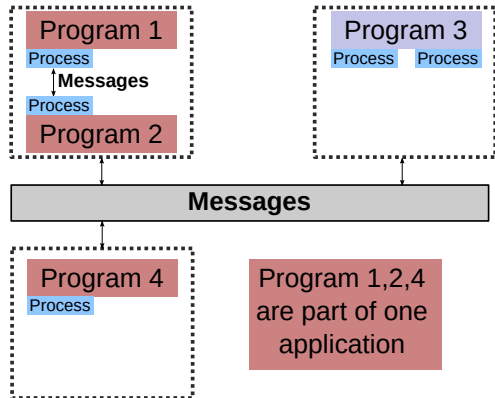 Program 1
Process
Messages
Process
Program 2
Program 3
Process Process
Messages
Program 4
Process
Program 1,2,4
are part of one
application